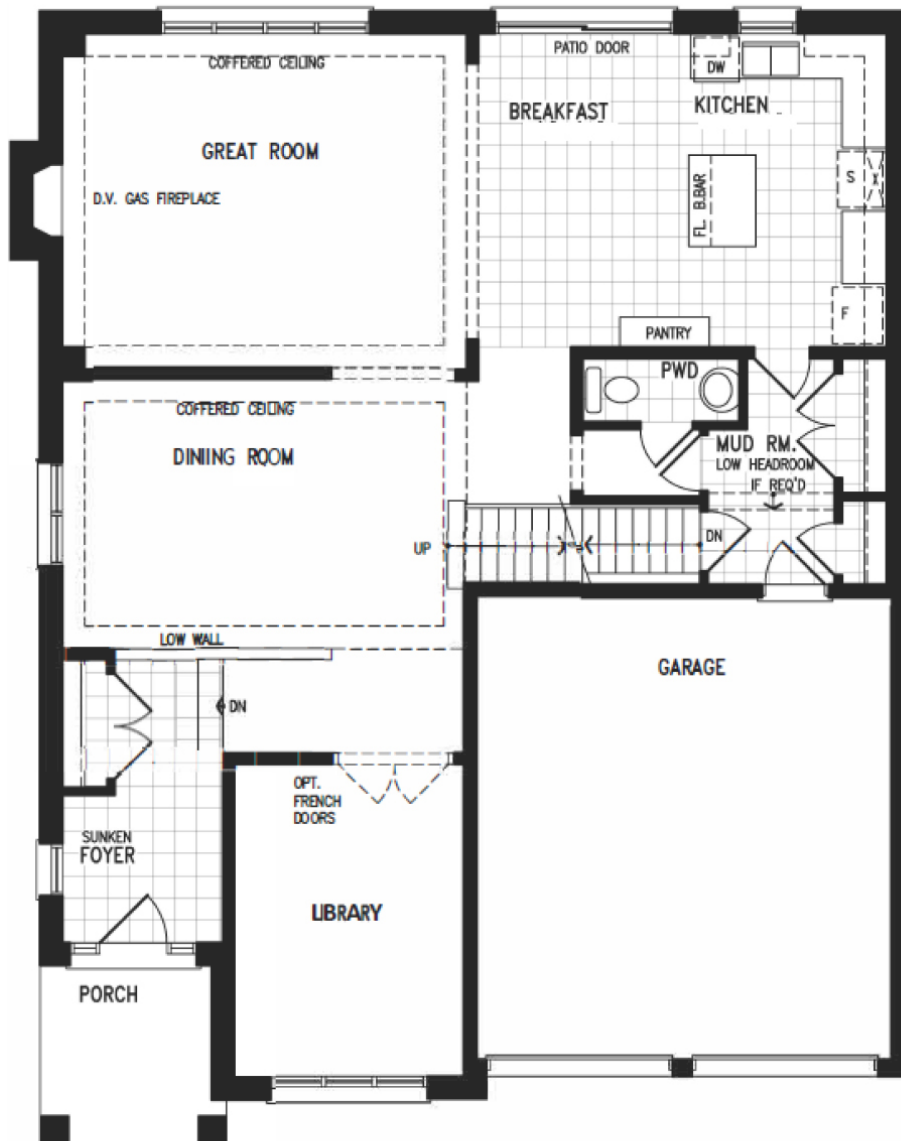 PATIO DOOR
COFFERED CEILING
DW
BREAKFAST
KITCHEN
GREAT ROOM
S
FL. B.BAR
D.V. GAS FIREPLACE
F
PANTRY
PWD
COFFERED CEILING
MUD RM.
LOW HEADROOM
IF REQ'D
DINING ROOM
UP
DN
LOW WALL
GARAGE
DN
OPT.
FRENCH
DOORS
SUNKEN
FOYER
LIBRARY
PORCH